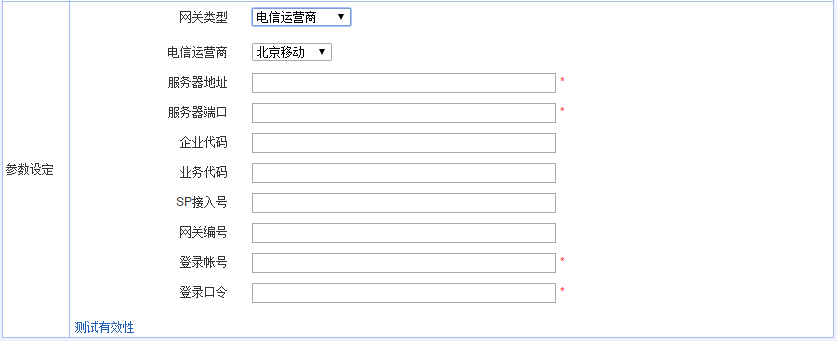 网关类型 电信运营商
电信运营商 北京移动
服务器地址 *
服务器端口 *
企业代码
业务代码
参数设定
SP接入号
网关编号
登录帐号 *
登录口令 *
测试有效性